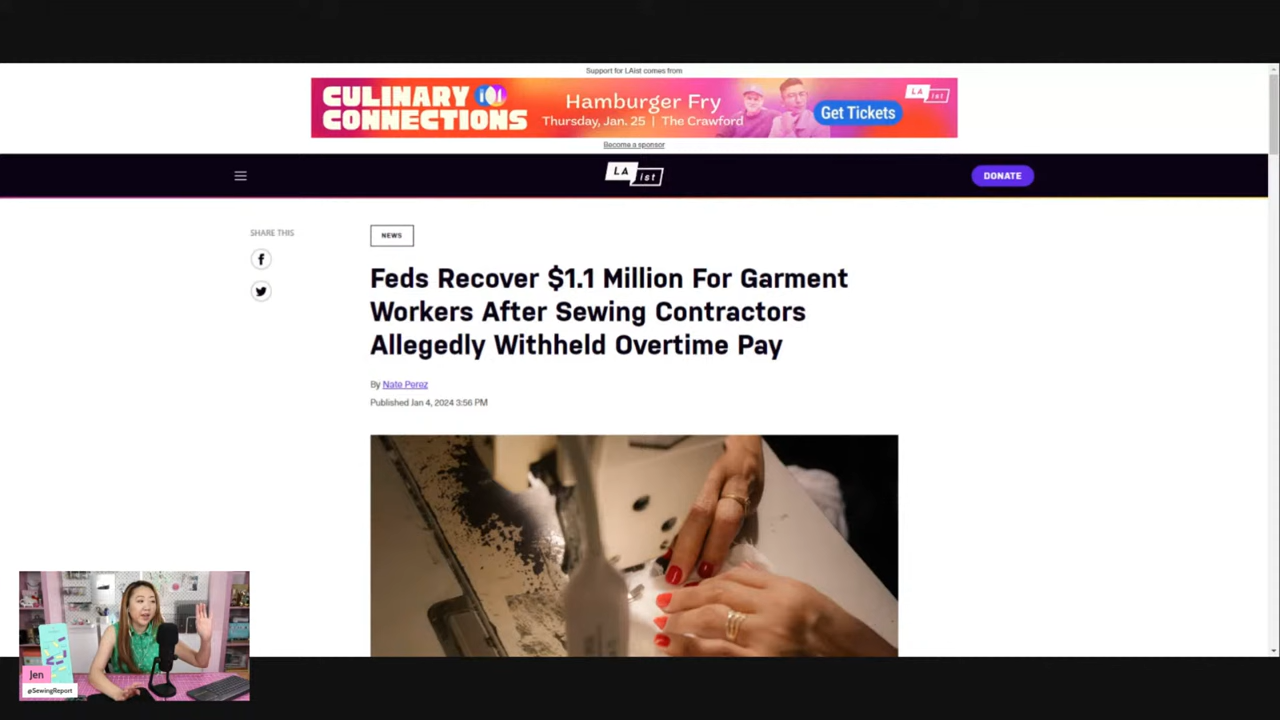 Support for LAist comes from
CULINARY
CONNECTIONS
Hamburger Fry
Thursday, Jan. 25 | The Crawford
Get Tickets
LA
ist
Become a sponsor
LA
ist
DONATE
SHARE THIS
NEWS
Feds Recover $1.1 Million For Garment
Workers After Sewing Contractors
Allegedly Withheld Overtime Pay
By Nate Perez
Published Jan 4, 2024 3:56 PM
Jen
@SewingReport